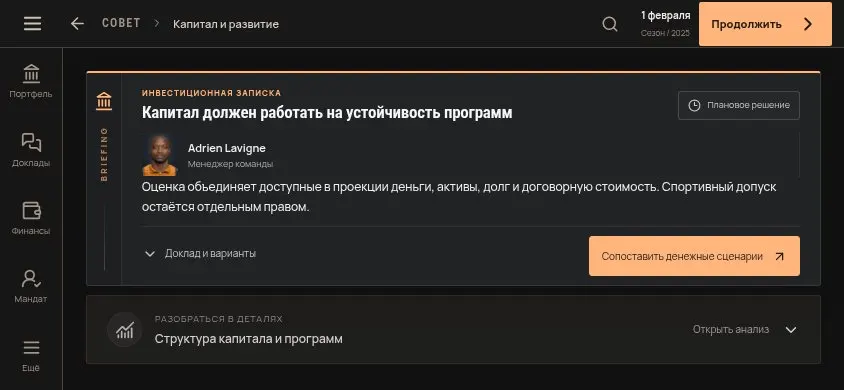 СОВЕТ
Капитал и развитие
1 февраля
Сезон / 2025
Продолжить
Портфель
Доклады
Финансы
Мандат
Ещё
BRIEFING
ИНВЕСТИЦИОННАЯ ЗАПИСКА
Капитал должен работать на устойчивость программ
Плановое решение
Adrien Lavigne
Менеджер команды
Оценка объединяет доступные в проекции деньги, активы, долг и договорную стоимость. Спортивный допуск
остаётся отдельным правом.
Доклад и варианты
Сопоставить денежные сценарии
РАЗОБРАТЬСЯ В ДЕТАЛЯХ
Структура капитала и программ
Открыть анализ